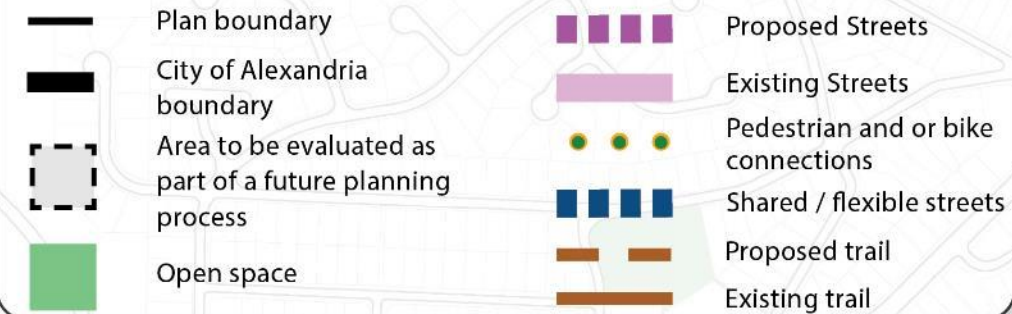 Plan boundary
City of Alexandria
boundary
Area to be evaluated as
part of a future planning
process
Open space
Proposed Streets
Existing Streets
Pedestrian and or bike
connections
Shared / flexible streets
Proposed trail
Existing trail